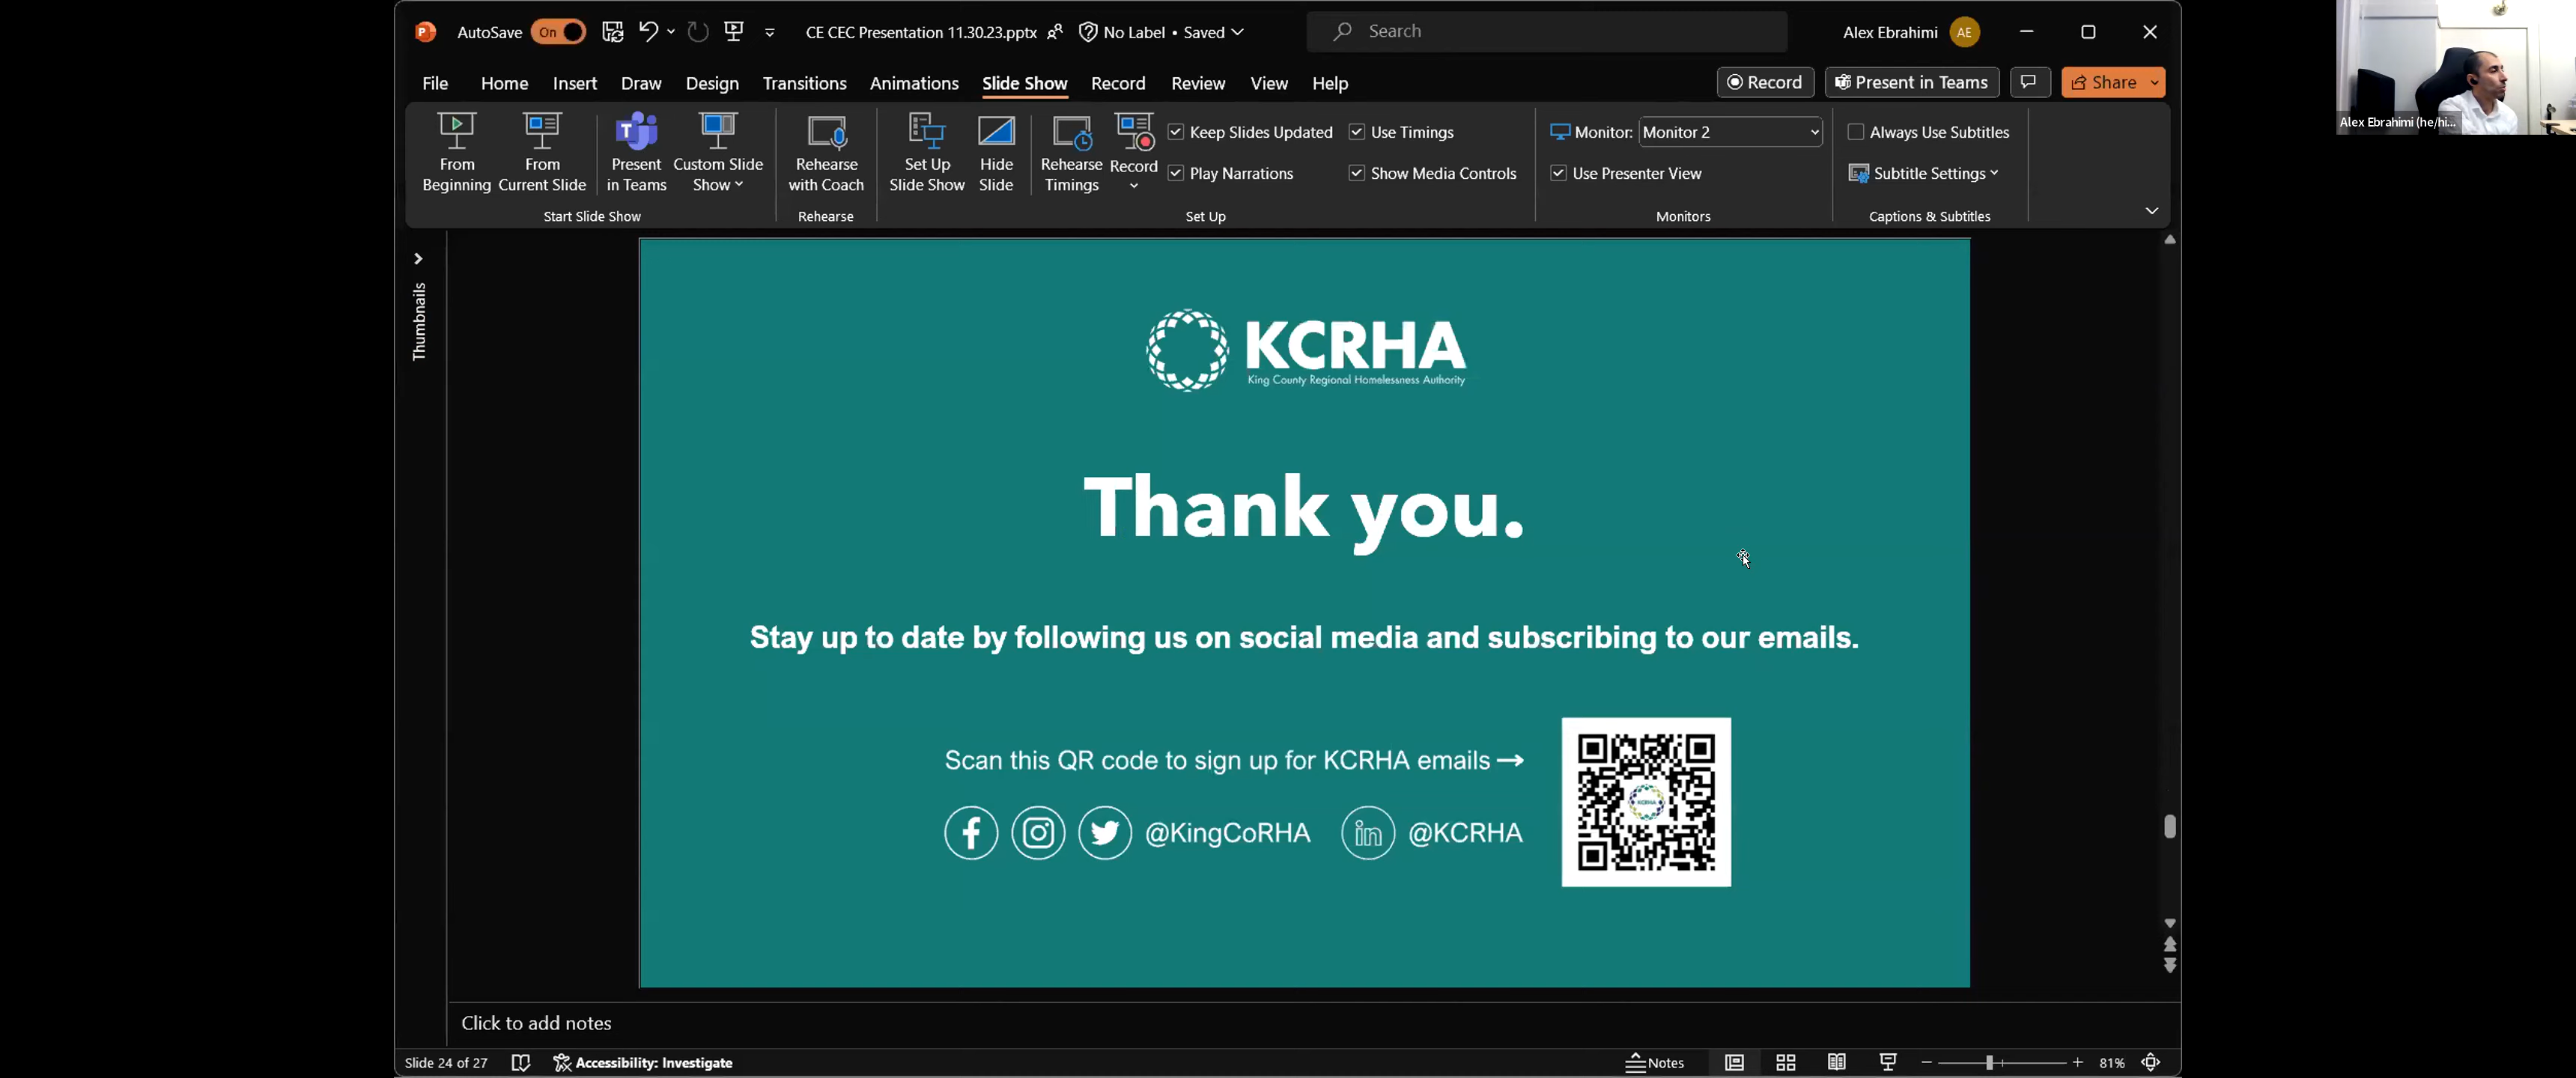 AutoSave On CE CEC Presentation 11.30.23.pptx No Label • Saved Search Alex Ebrahimi AE
File Home Insert Draw Design Transitions Animations Slide Show Record Review View Help Record Present in Teams Share
From Beginning
From Current Slide
Present in Teams
Custom Slide Show
Start Slide Show
Rehearse with Coach
Rehearse
Set Up Slide Show
Hide Slide
Rehearse Timings
Record
Keep Slides Updated
Play Narrations
Use Timings
Show Media Controls
Set Up
Monitor: Monitor 2
Use Presenter View
Monitors
Always Use Subtitles
Subtitle Settings
Captions & Subtitles
Alex Ebrahimi (he/hi...
Thumbnails
KCRHA
King County Regional Homelessness Authority
Thank you.
Stay up to date by following us on social media and subscribing to our emails.
Scan this QR code to sign up for KCRHA emails →
@KingCoRHA @KCRHA
KCRHA
Click to add notes
Slide 24 of 27 Accessibility: Investigate Notes 81%